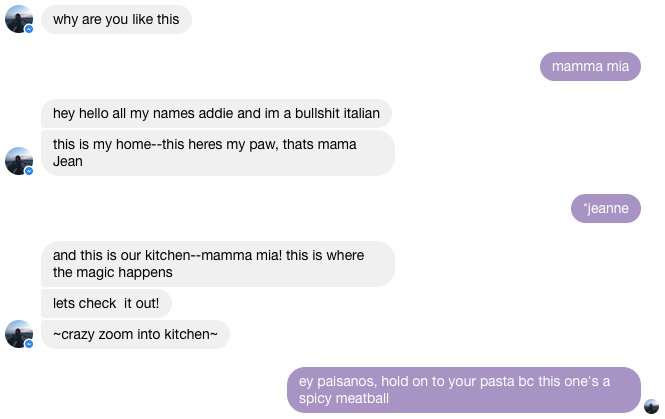 why are you like this
mamma mia
hey hello all my names addie and im a bullshit italian
this is my home--this heres my paw, thats mama
Jean
*jeanne
and this is our kitchen--mamma mia! this is where
the magic happens
lets check  it out!
~crazy zoom into kitchen~
ey paisanos, hold on to your pasta bc this one's a
spicy meatball